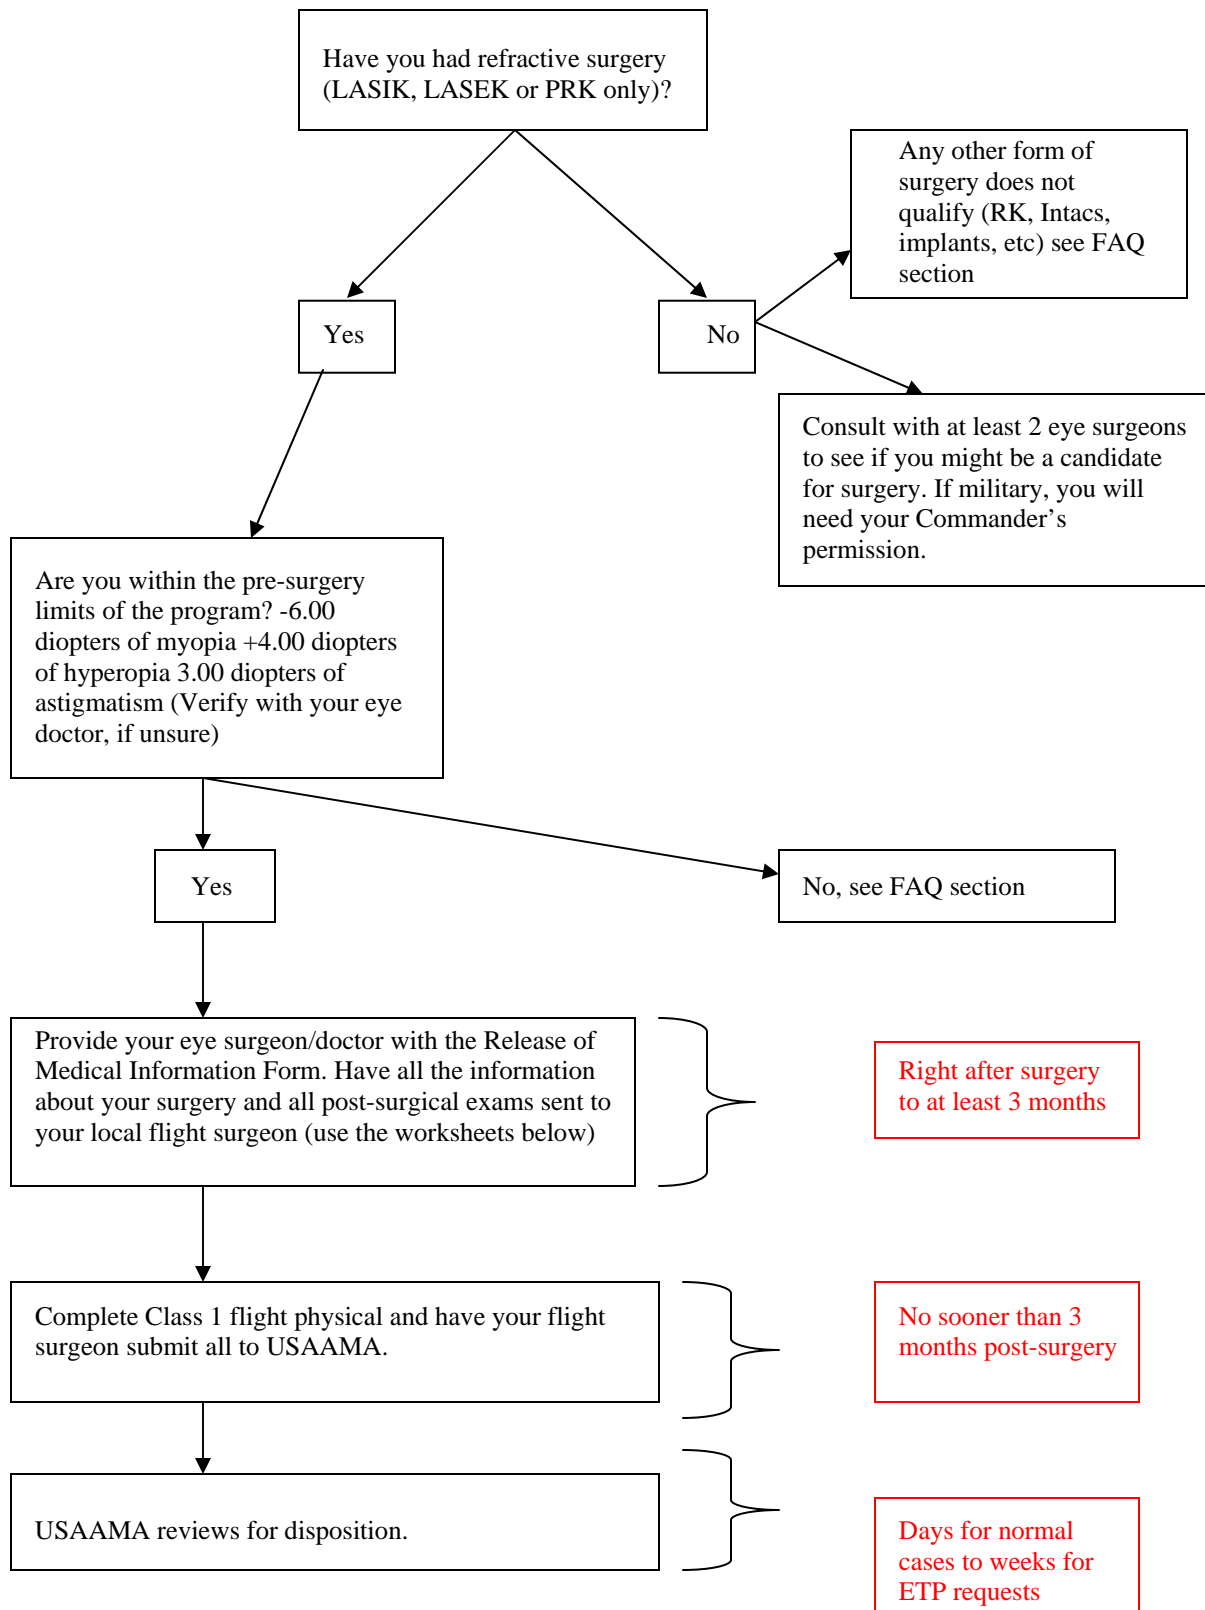 Have you had refractive surgery
(LASIK, LASEK or PRK only)?
Any other form of
surgery does not
qualify (RK, Intacs,
implants, etc) see FAQ
section
Yes
No
Consult with at least 2 eye surgeons
to see if you might be a candidate
for surgery. If military, you will
need your Commander’s
permission.
Are you within the pre-surgery
limits of the program? -6.00
diopters of myopia +4.00 diopters
of hyperopia 3.00 diopters of
astigmatism (Verify with your eye
doctor, if unsure)
Yes
No, see FAQ section
Provide your eye surgeon/doctor with the Release of
Medical Information Form. Have all the information
about your surgery and all post-surgical exams sent to
your local flight surgeon (use the worksheets below)
Right after surgery
to at least 3 months
Complete Class 1 flight physical and have your flight
surgeon submit all to USAAMA.
No sooner than 3
months post-surgery
USAAMA reviews for disposition.
Days for normal
cases to weeks for
ETP requests